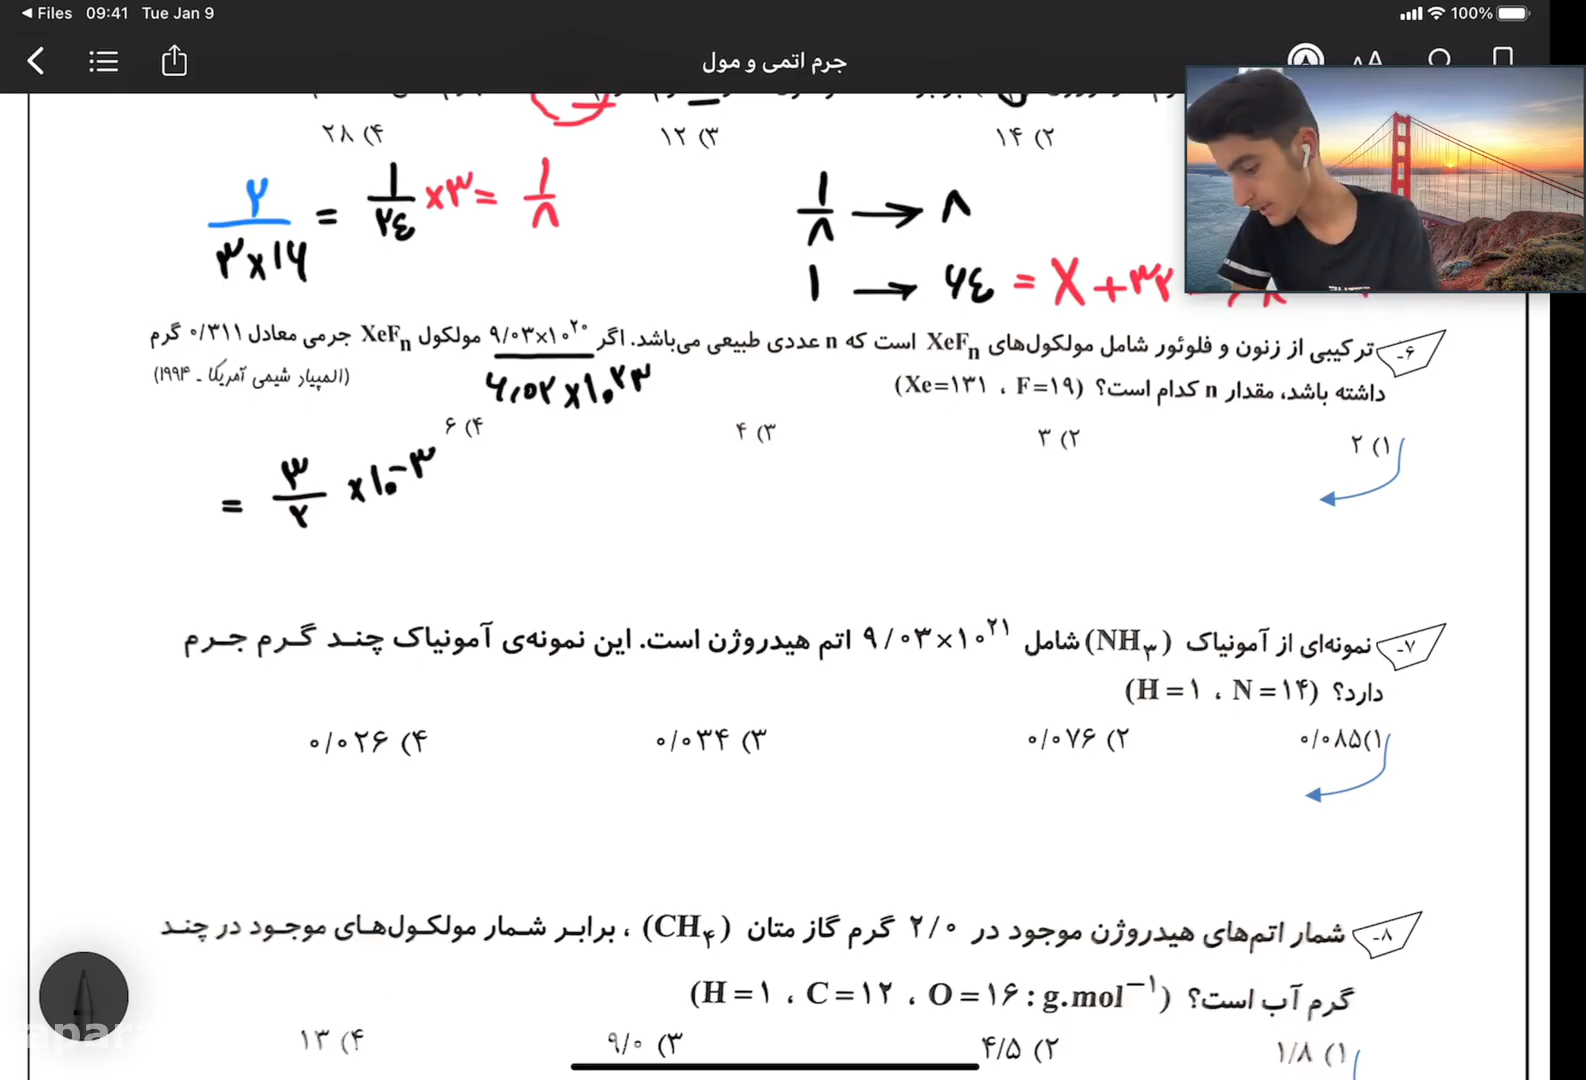 Files 09:41 Tue Jan 9 100%
جرم اتمی و مول
۲) ۱۴ ۳) ۱۲ ۴) ۲۸
۲/(۳×۱۶) = ۱/۲٤ ×۳= ۱/۸
۱/۸ → ۸
۱ → ۶٤ = X + ۳۲
۶- ترکیبی از زنون و فلوئور شامل مولکول‌های XeFn است که n عددی طبیعی می‌باشد. اگر ۹/۰۳×۱۰^۲۰ مولکول XeFn جرمی معادل ۰/۳۱۱ گرم
داشته باشد، مقدار n کدام است؟ (Xe=۱۳۱ ، F=۱۹) (المپیاد شیمی آمریکا ـ ۱۹۹۴)
۶,۰۲×۱۰^۲۳
۱) ۲ ۲) ۳ ۳) ۴ ۴) ۶
= ۳/۲ ×۱۰^-۳
۷- نمونه‌ای از آمونیاک (NH۳) شامل ۹/۰۳×۱۰^۲۱ اتم هیدروژن است. این نمونه‌ی آمونیاک چند گرم جرم
دارد؟ (H=۱ ، N=۱۴)
۱) ۰/۰۸۵ ۲) ۰/۰۷۶ ۳) ۰/۰۳۴ ۴) ۰/۰۲۶
۸- شمار اتم‌های هیدروژن موجود در ۲/۰ گرم گاز متان (CH۴) ، برابر شمار مولکول‌های موجود در چند
گرم آب است؟ (H=۱ ، C=۱۲ ، O=۱۶ : g.mol^-۱)
۱) ۱/۸ ۲) ۴/۵ ۳) ۹/۰ ۴) ۱۳